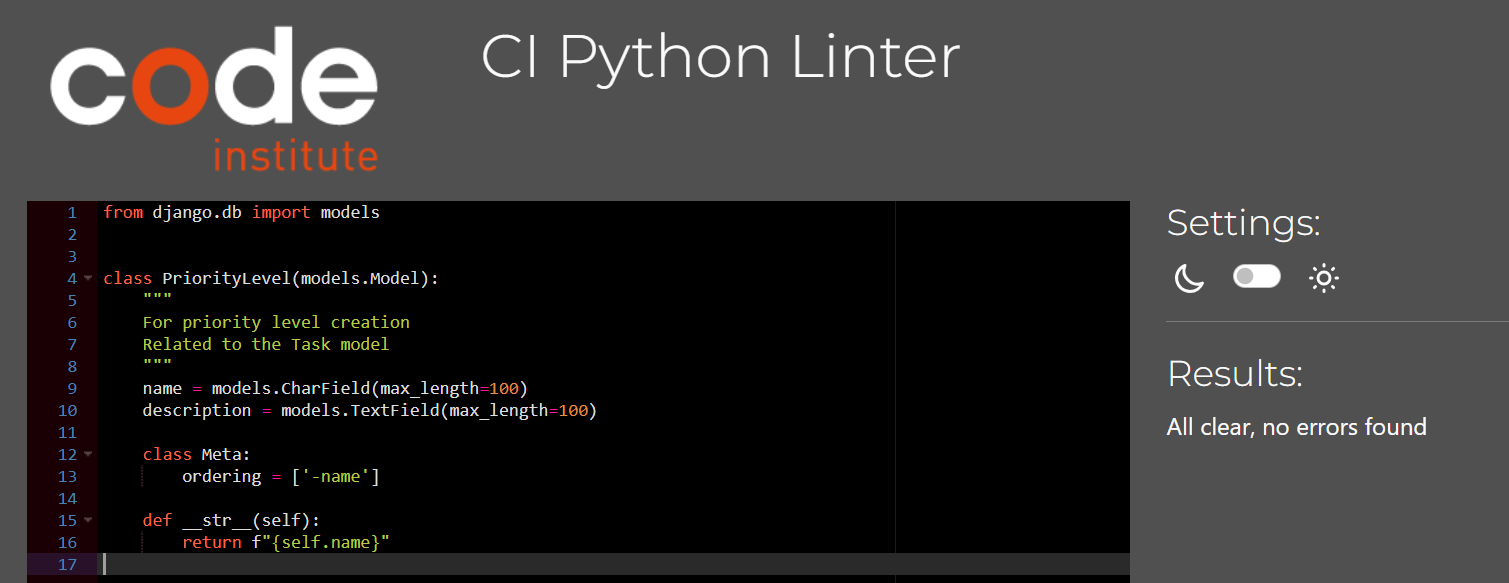 code
institute
CI Python Linter
1 from django.db import models
2
3
4 class PriorityLevel(models.Model):
5     """
6     For priority level creation
7     Related to the Task model
8     """
9     name = models.CharField(max_length=100)
10     description = models.TextField(max_length=100)
11
12     class Meta:
13         ordering = ['-name']
14
15     def __str__(self):
16         return f"{self.name}"
17
Settings:
Results:
All clear, no errors found